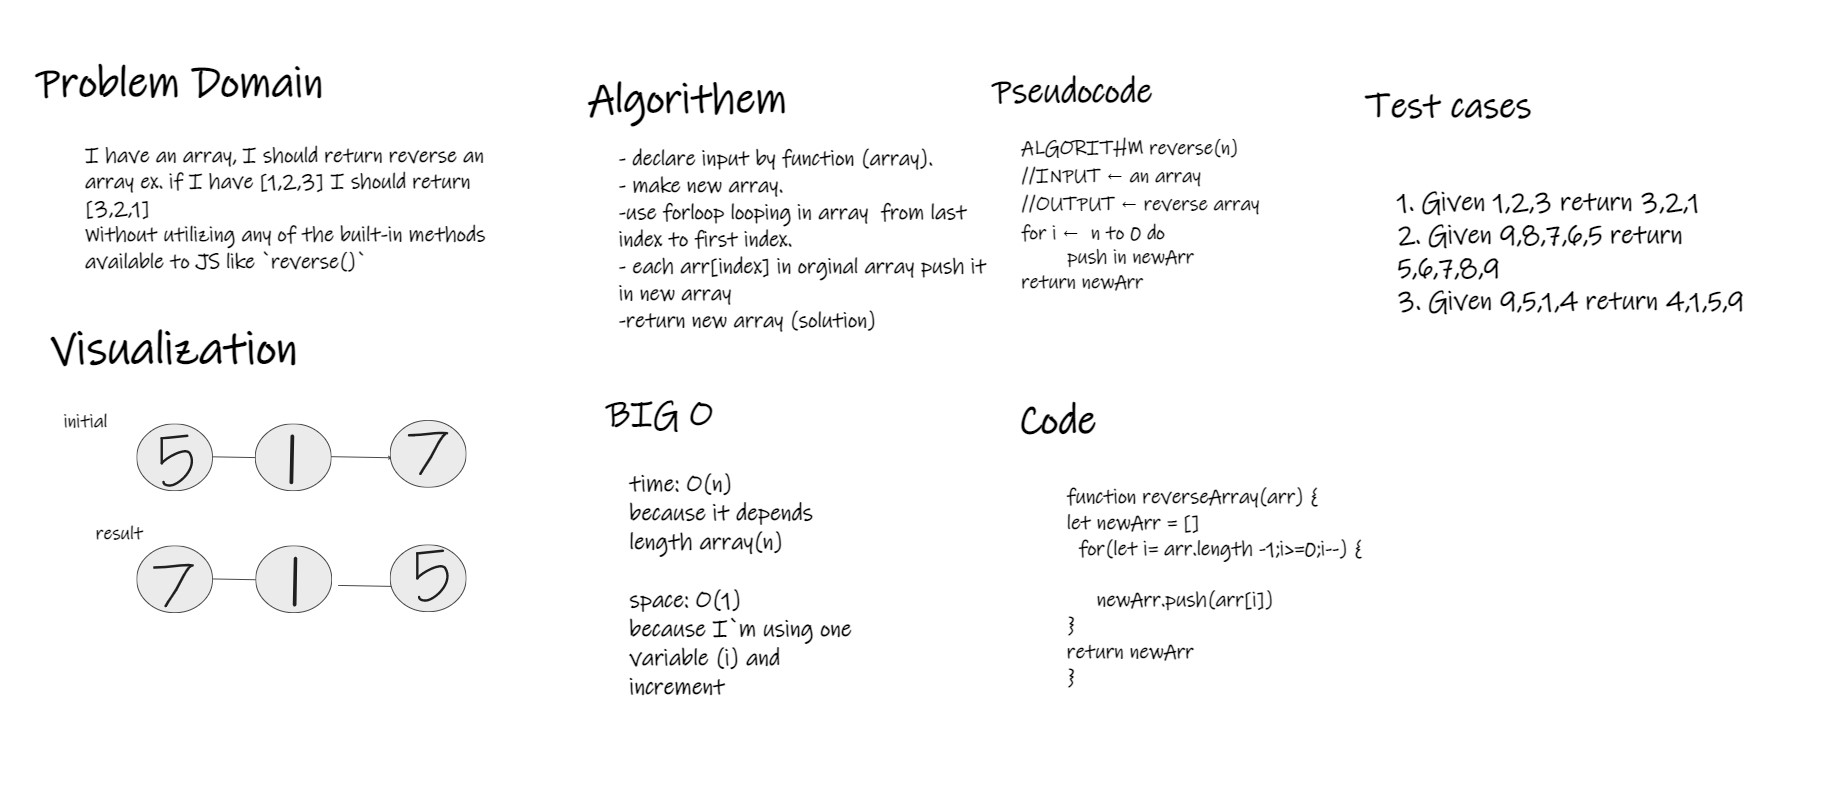 Problem Domain
I have an array, I should return reverse an
array ex. if I have [1,2,3] I should return
[3,2,1]
Without utilizing any of the built-in methods
available to JS like `reverse()`
Visualization
initial
5 1 7
result
7 1 5
Algorithem
- declare input by function (array).
- make new array.
-use forloop looping in array from last
index to first index.
- each arr[index] in orginal array push it
in new array
-return new array (solution)
BIG O
time: O(n)
because it depends
length array(n)
space: O(1)
because I`m using one
variable (i) and
increment
Pseudocode
ALGORITHM reverse(n)
//INPUT ← an array
//OUTPUT ← reverse array
for i ← n to 0 do
push in newArr
return newArr
Code
function reverseArray(arr) {
let newArr = []
for(let i= arr.length -1;i>=0;i--) {
newArr.push(arr[i])
}
return newArr
}
Test cases
1. Given 1,2,3 return 3,2,1
2. Given 9,8,7,6,5 return
5,6,7,8,9
3. Given 9,5,1,4 return 4,1,5,9